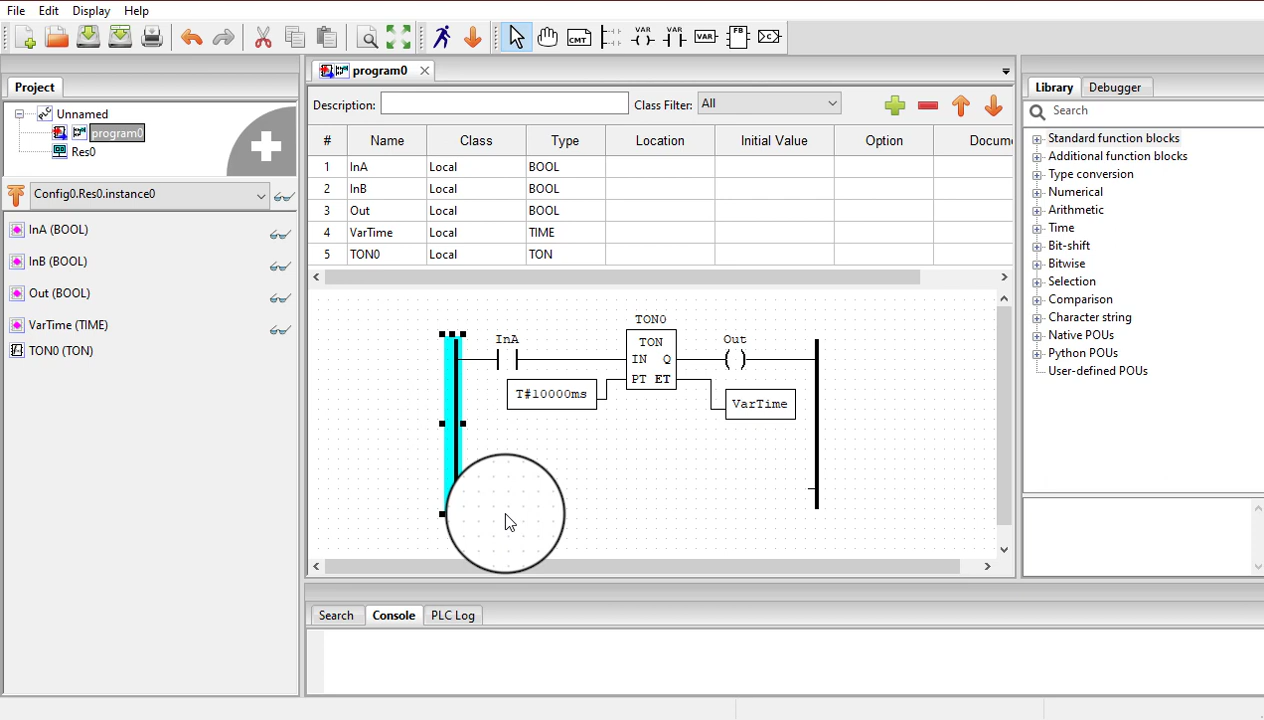 File Edit Display Help
CMT VAR VAR VAR FB
Project
program0
Library Debugger
Description: Class Filter: All
Search
Unnamed
program0
Res0
# Name Class Type Location Initial Value Option Docume
Config0.Res0.instance0
1 InA Local BOOL
2 InB Local BOOL
3 Out Local BOOL
4 VarTime Local TIME
5 TON0 Local TON
InA (BOOL)
InB (BOOL)
Out (BOOL)
VarTime (TIME)
TON0 (TON)
Standard function blocks
Additional function blocks
Type conversion
Numerical
Arithmetic
Time
Bit-shift
Bitwise
Selection
Comparison
Character string
Native POUs
Python POUs
User-defined POUs
TON0
InA TON Out
IN Q
PT ET
T#10000ms
VarTime
Search Console PLC Log